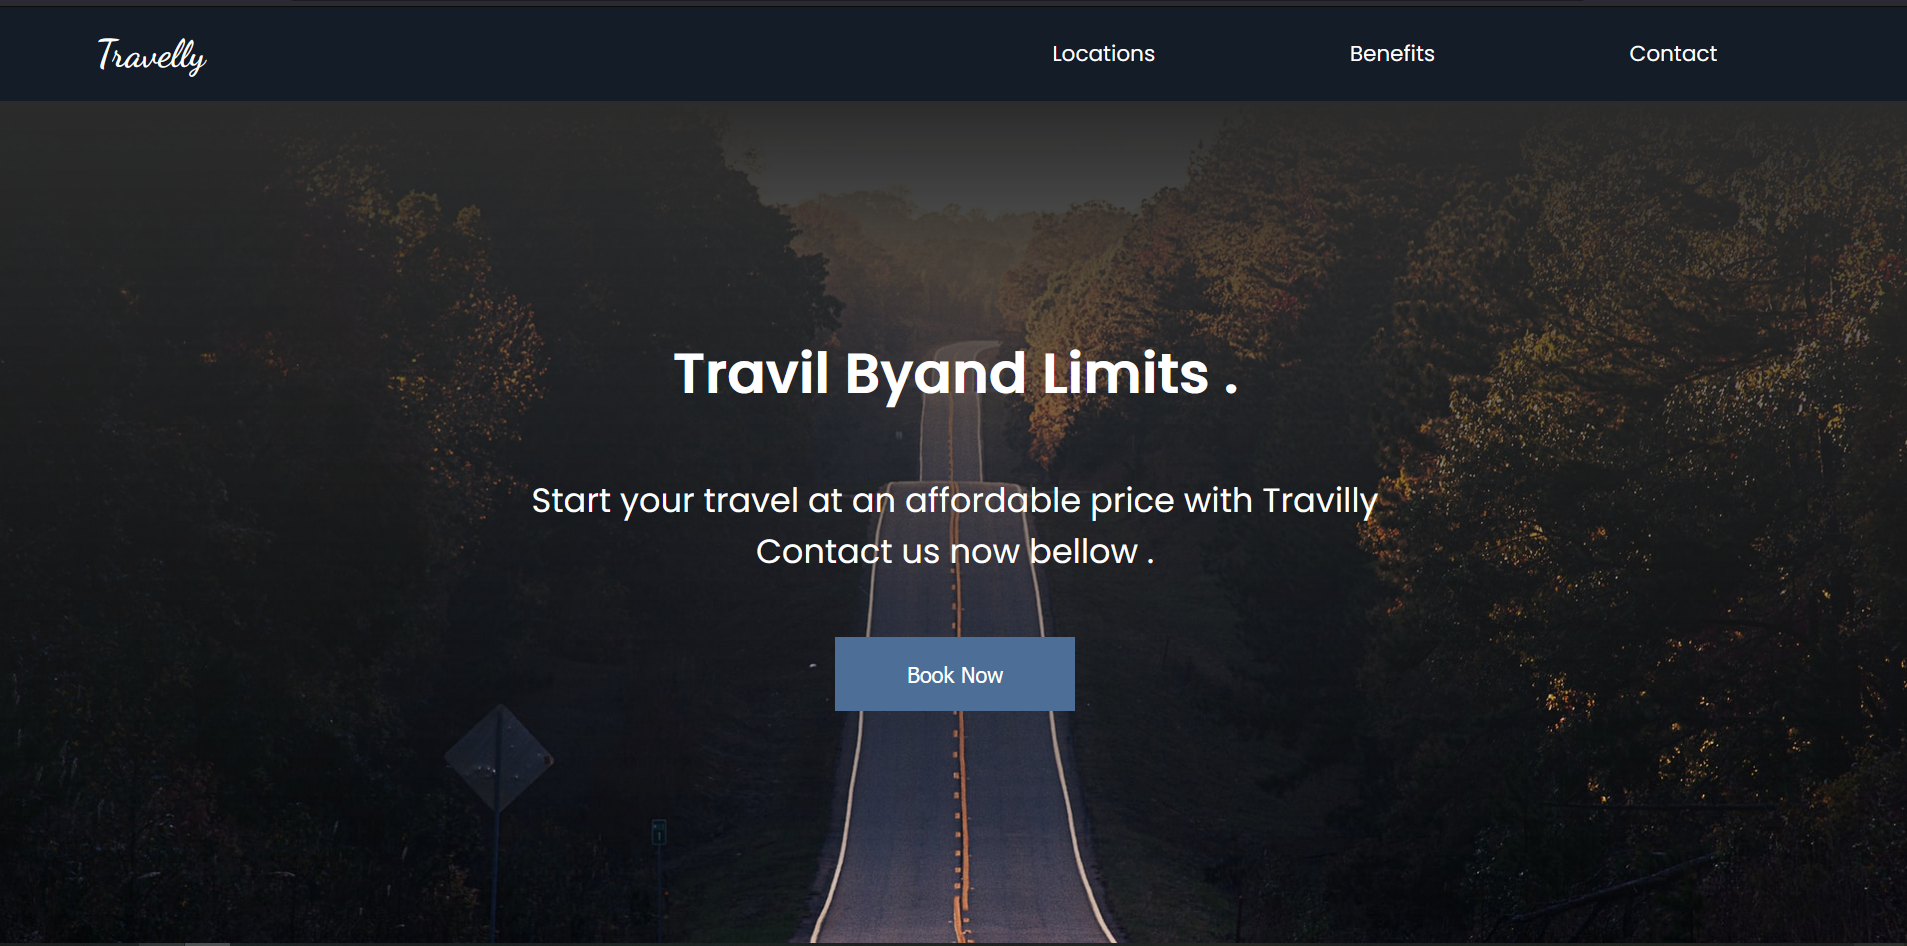 Travelly
Locations Benefits Contact
Travil Byand Limits .
Start your travel at an affordable price with Travilly
Contact us now bellow .
Book Now